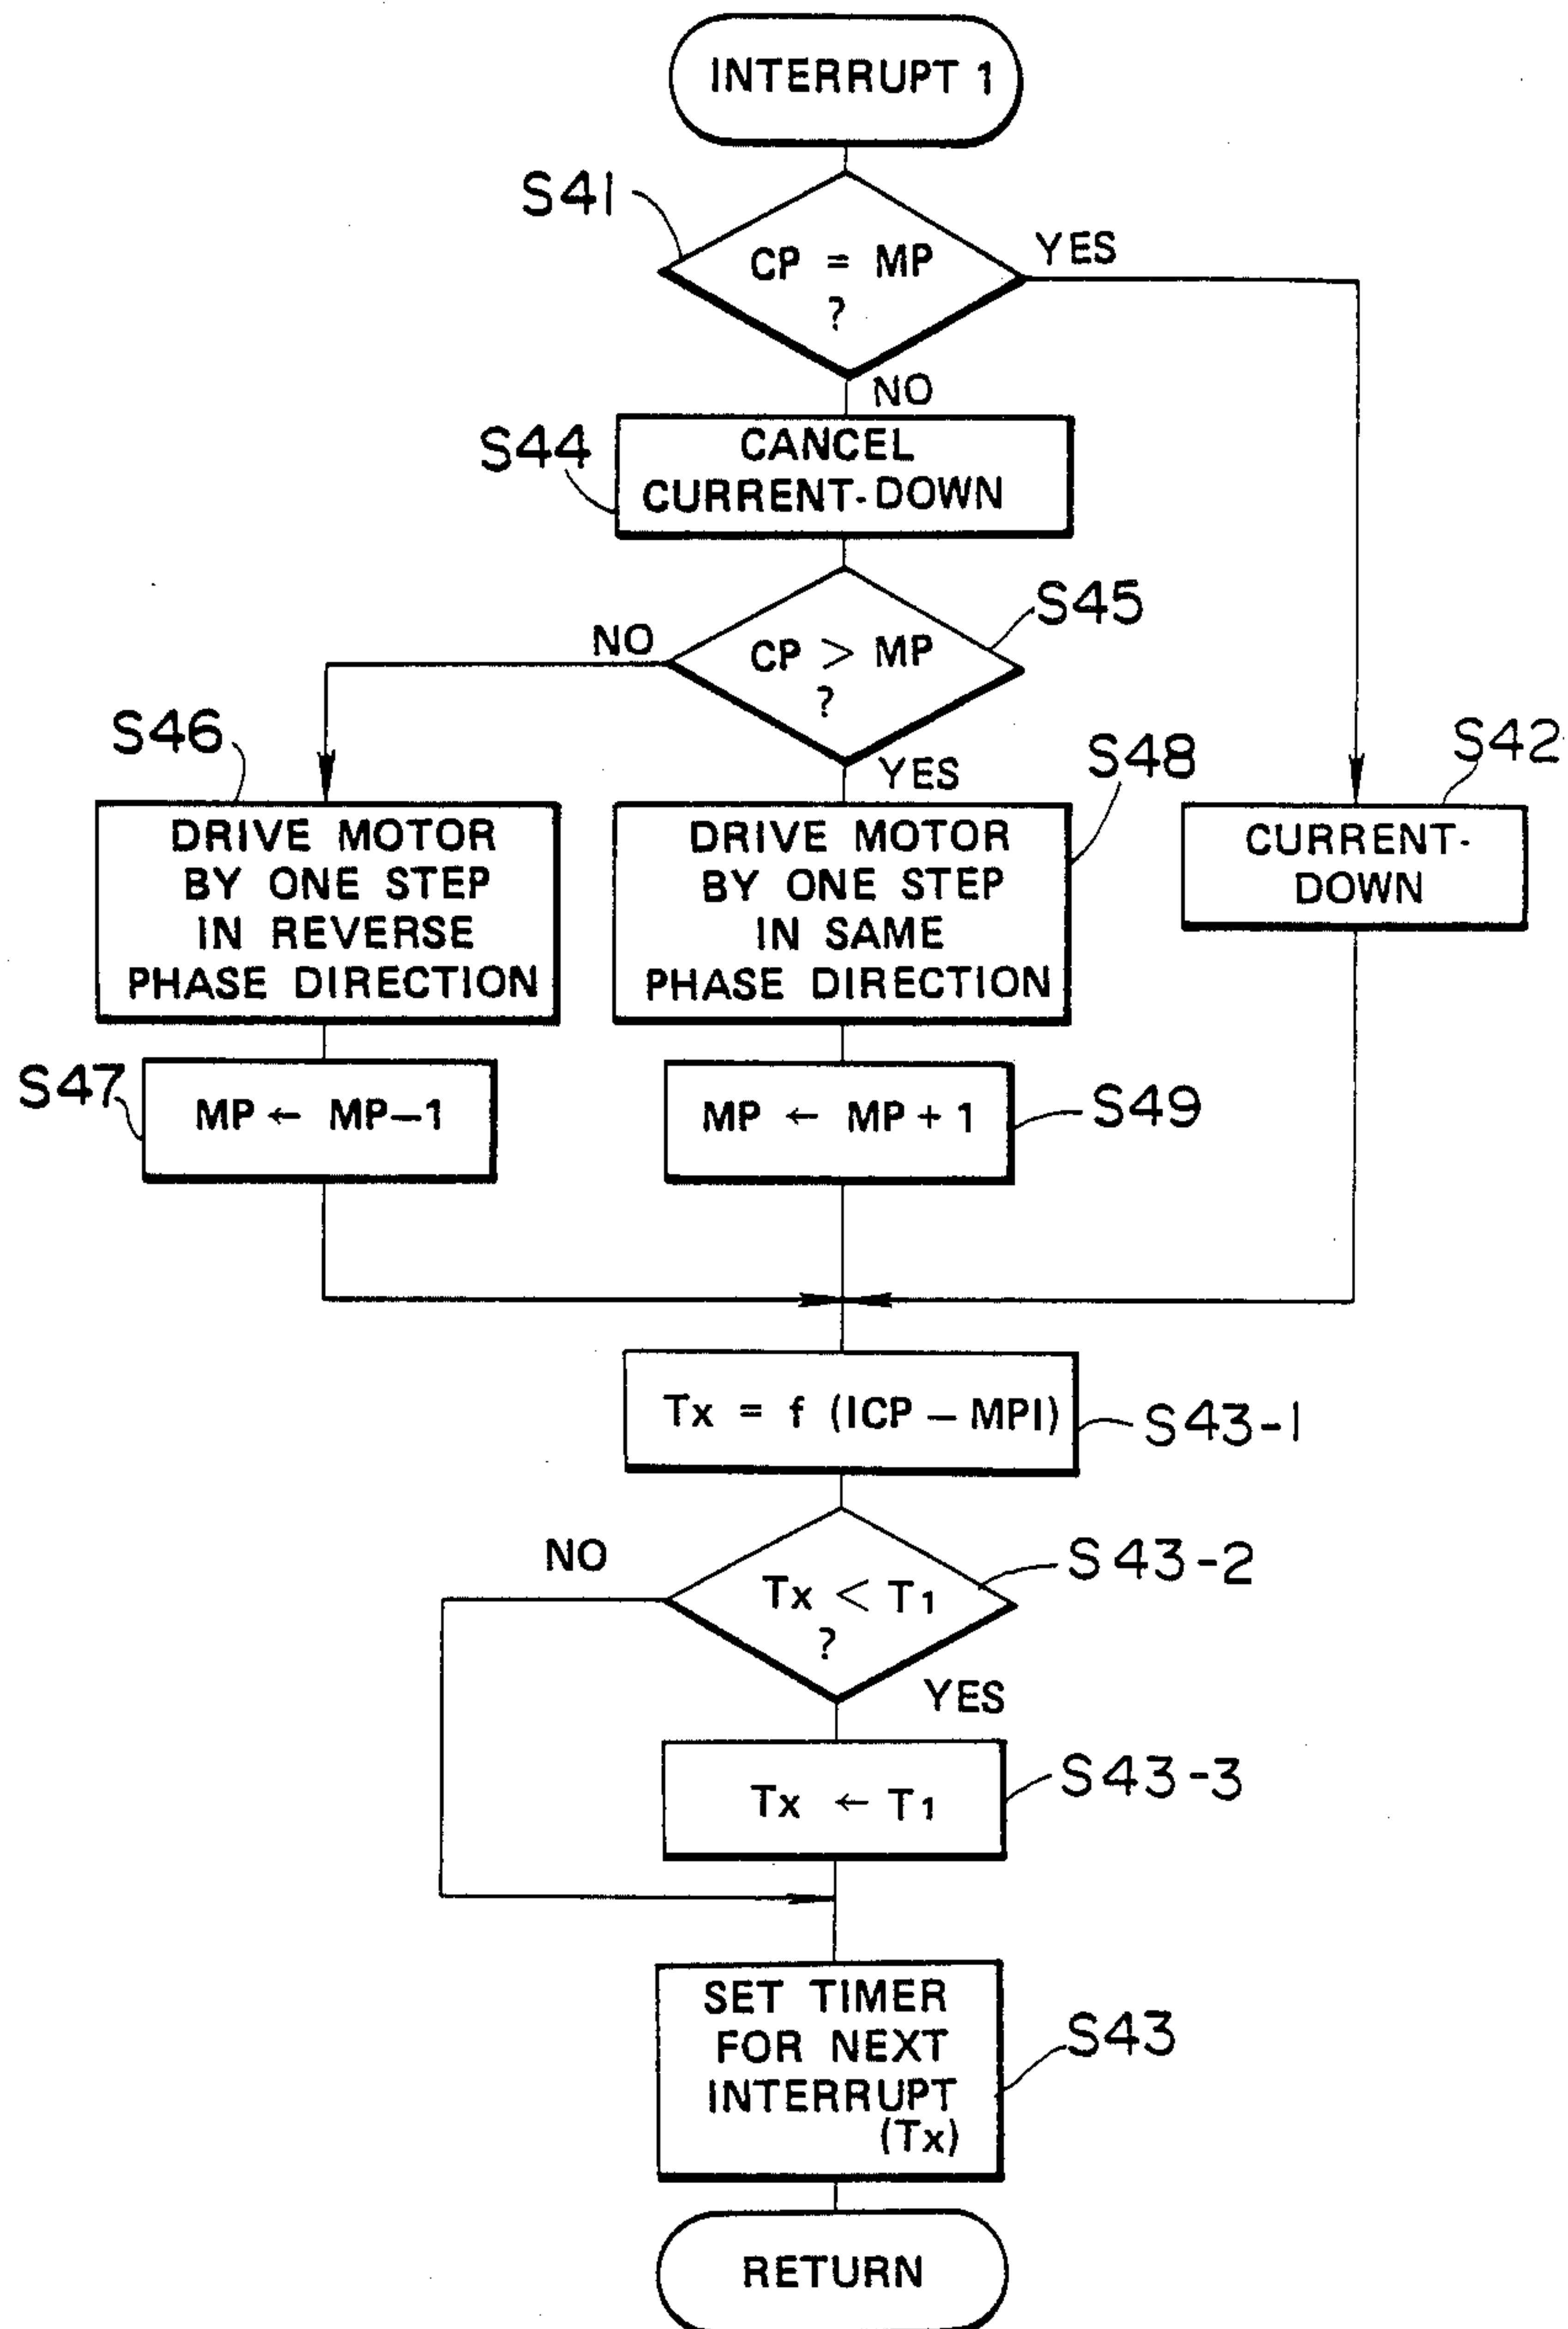 INTERRUPT 1
S41
CP = MP
?
YES
NO
S44
CANCEL
CURRENT-DOWN
S45
CP > MP
?
NO
YES
S46
DRIVE MOTOR
BY ONE STEP
IN REVERSE
PHASE DIRECTION
S48
DRIVE MOTOR
BY ONE STEP
IN SAME
PHASE DIRECTION
S42
CURRENT-
DOWN
S47
MP ← MP-1
MP ← MP + 1
S49
Tx = f (ICP - MPI)
S43-1
NO
Tx < T1
?
S43-2
YES
Tx ← T1
S43-3
SET TIMER
FOR NEXT
INTERRUPT
(Tx)
S43
RETURN